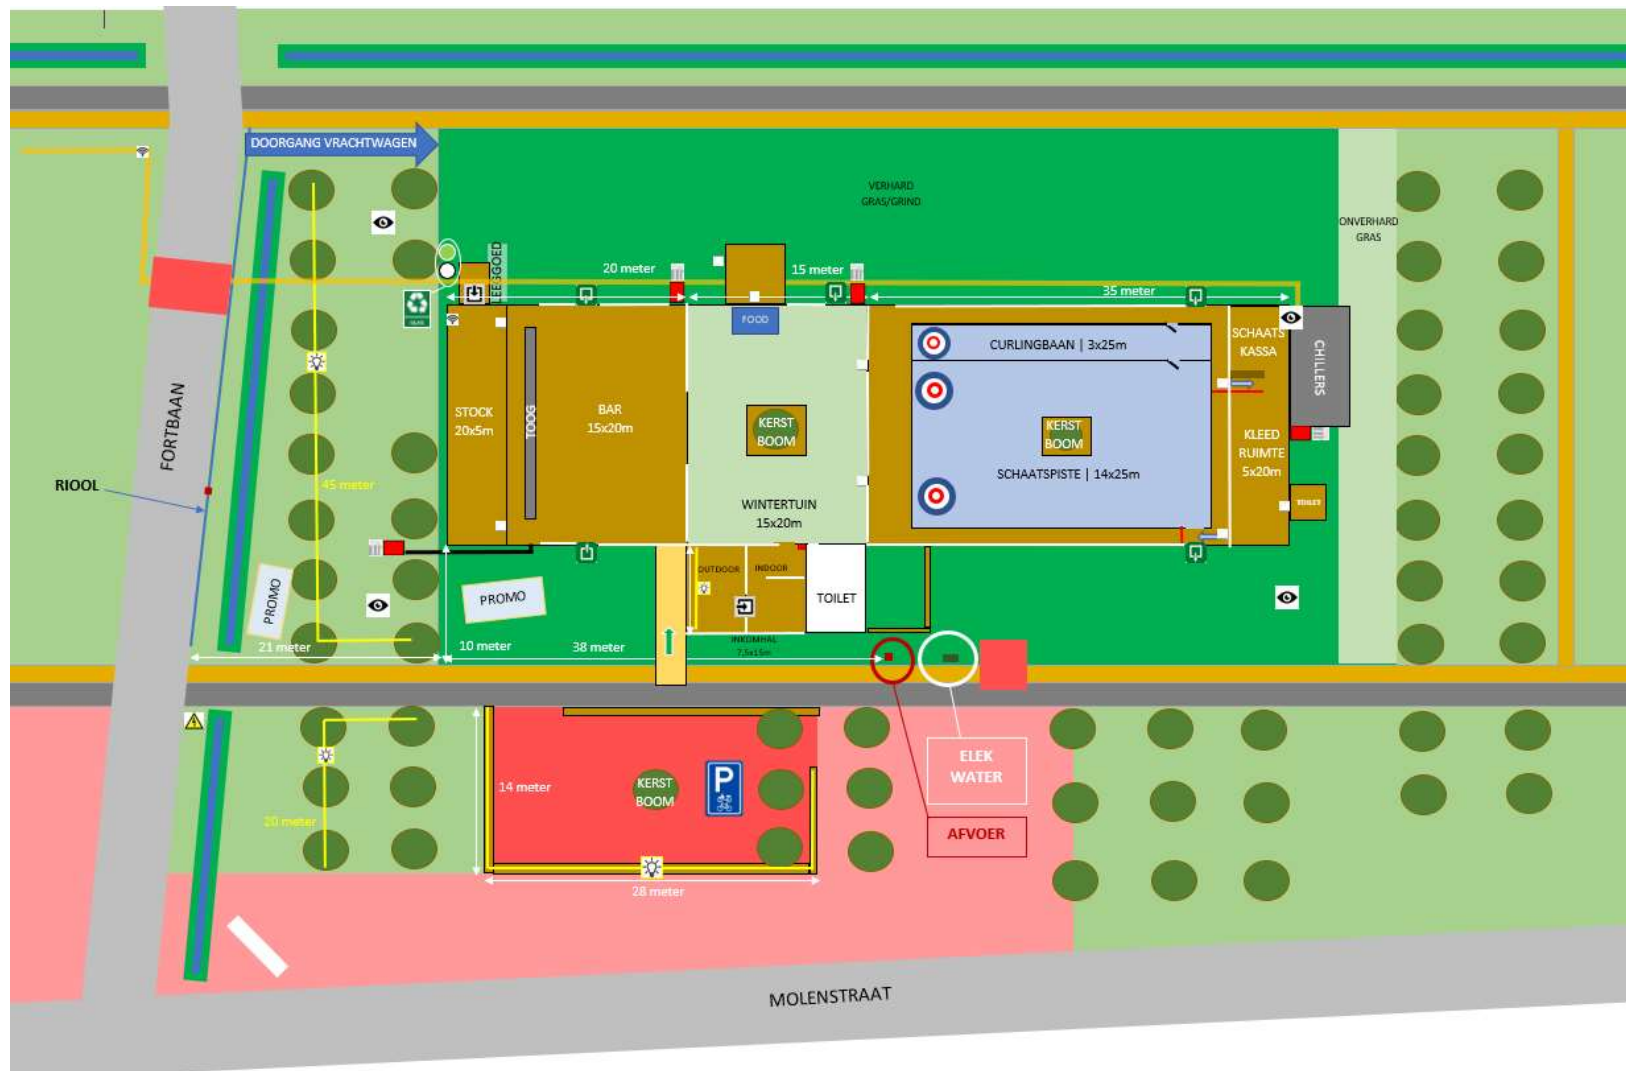 DOORGANG VRACHTWAGEN
VERHARD
GRAS/GRIND
ONVERHARD
GRAS
LEEGGOED
20 meter
15 meter
35 meter
FOOD
SCHAATS
KASSA
CHILLERS
CURLINGBAAN | 3x25m
FORTBAAN
STOCK
20x5m
TOOG
BAR
15x20m
KERST
BOOM
KERST
BOOM
KLEED
RUIMTE
5x20m
SCHAATSPISTE | 14x25m
RIOOL
45 meter
WINTERTUIN
15x20m
TOILET
OUTDOOR
INDOOR
TOILET
PROMO
PROMO
INKOMHAL
7,5x15m
21 meter
10 meter
38 meter
ELEK
WATER
14 meter
KERST
BOOM
P
20 meter
AFVOER
28 meter
MOLENSTRAAT